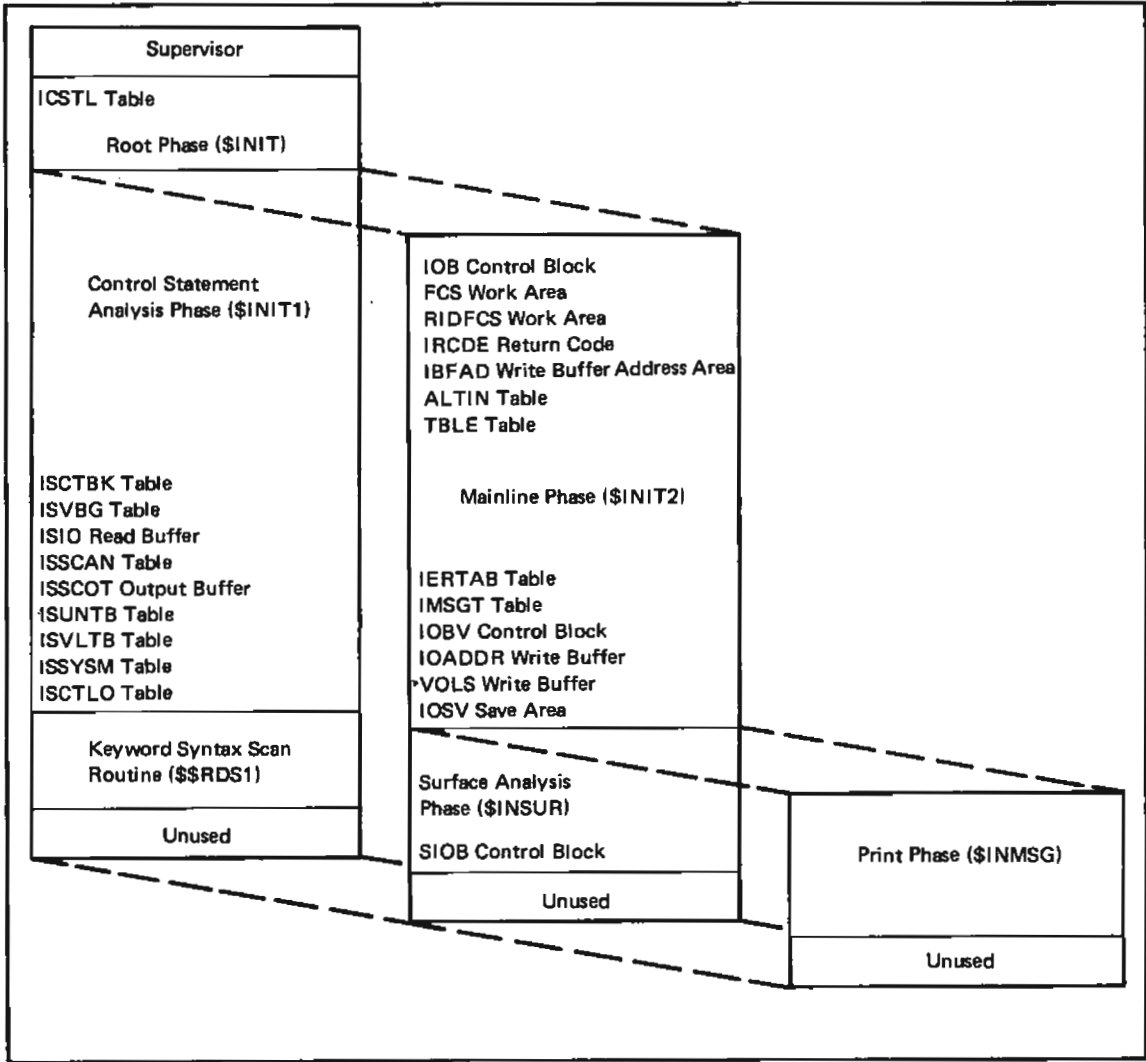 Supervisor
ICSTL Table
Root Phase ($INIT)
Control Statement
Analysis Phase ($INIT1)
ISCTBK Table
ISVBG Table
ISIO Read Buffer
ISSCAN Table
ISSCOT Output Buffer
ISUNTB Table
ISVLTB Table
ISSYSM Table
ISCTLO Table
Keyword Syntax Scan
Routine ($$RDS1)
Unused
IOB Control Block
FCS Work Area
RIDFCS Work Area
IRCDE Return Code
IBFAD Write Buffer Address Area
ALTIN Table
TBLE Table
Mainline Phase ($INIT2)
IERTAB Table
IMSGT Table
IOBV Control Block
IOADDR Write Buffer
VOLS Write Buffer
IOSV Save Area
Surface Analysis
Phase ($INSUR)
SIOB Control Block
Unused
Print Phase ($INMSG)
Unused